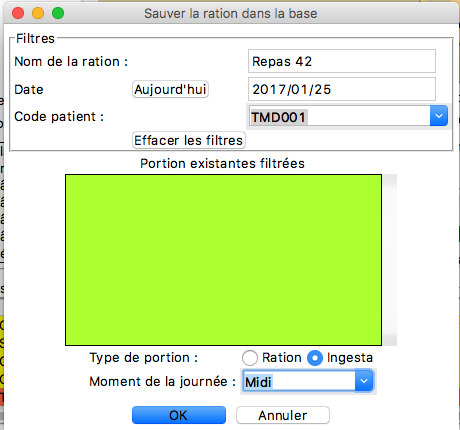 Sauver la ration dans la base
Filtres
Nom de la ration : Repas 42
Date Aujourd'hui 2017/01/25
Code patient : TMD001
Effacer les filtres
Portion existantes filtrées
Type de portion : Ration Ingesta
Moment de la journée : Midi
OK Annuler